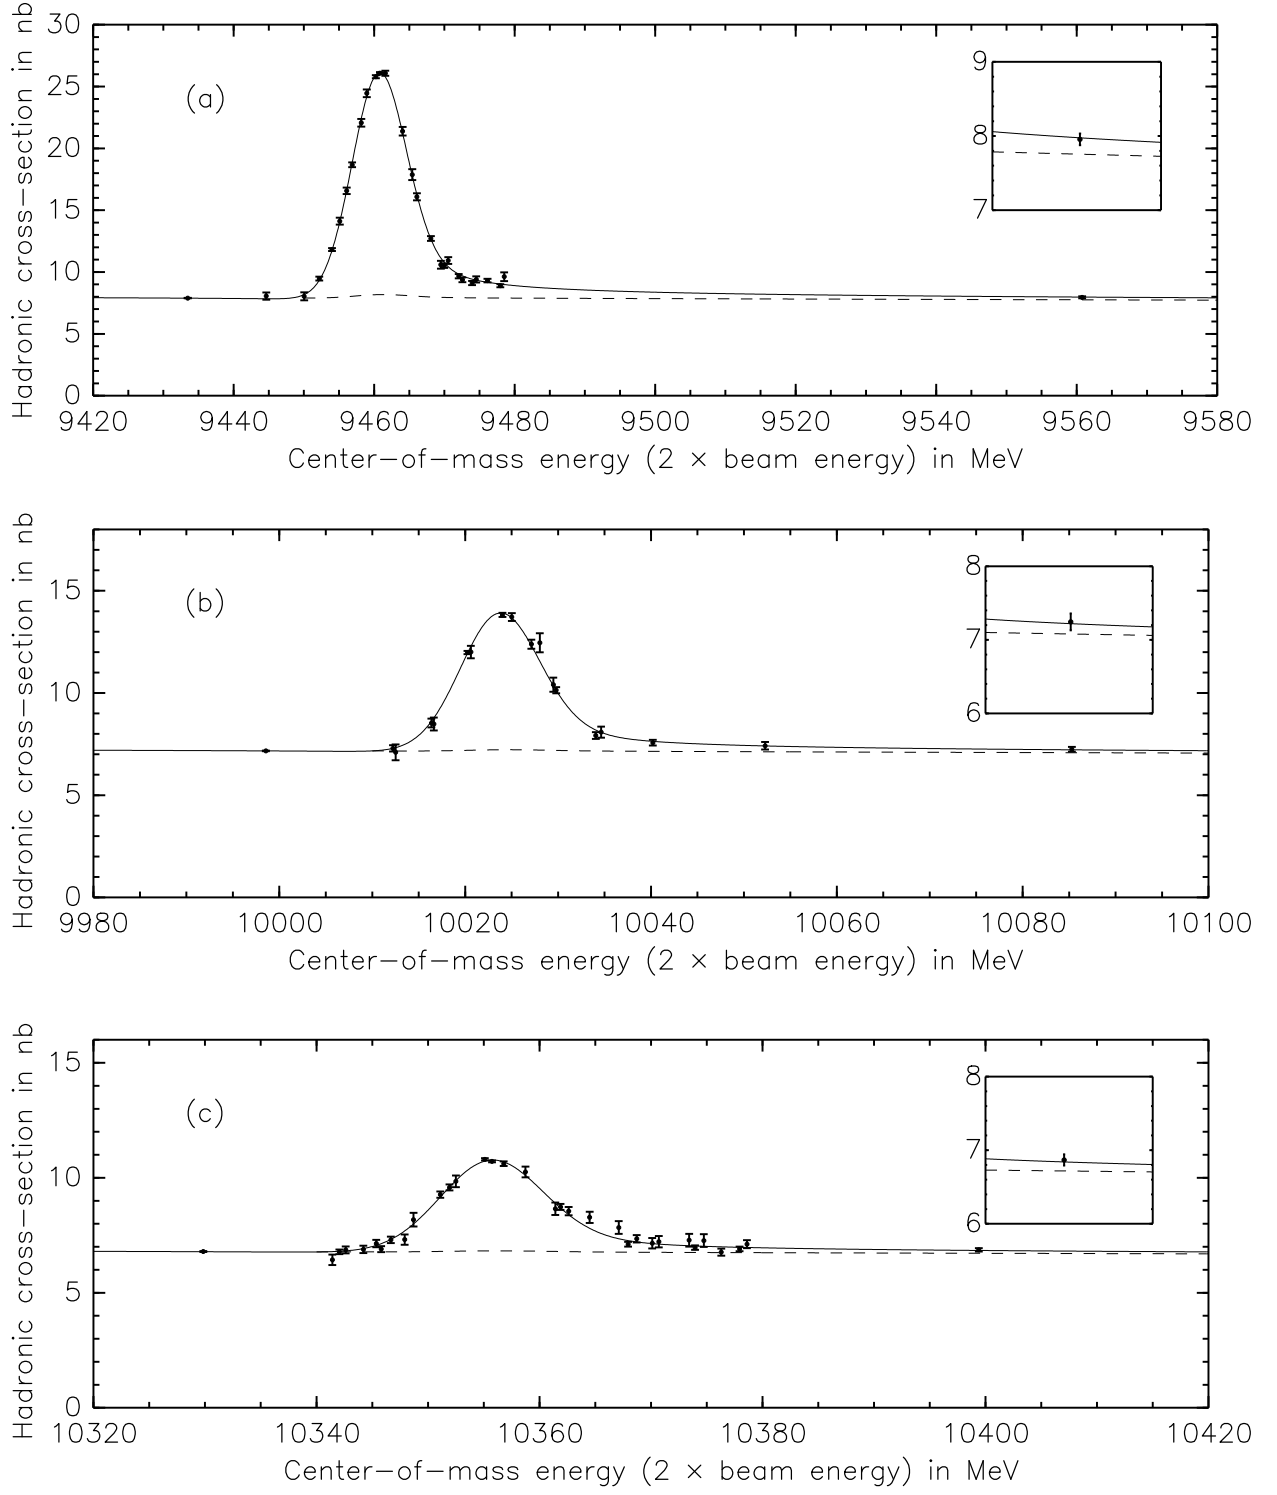 Hadronic cross-section in nb
30
25
20
15
10
5
0
(a)
9
8
7
9420 9440 9460 9480 9500 9520 9540 9560 9580
Center-of-mass energy (2 × beam energy) in MeV
Hadronic cross-section in nb
15
10
5
0
(b)
8
7
6
9980 10000 10020 10040 10060 10080 10100
Center-of-mass energy (2 × beam energy) in MeV
Hadronic cross-section in nb
15
10
5
0
(c)
8
7
6
10320 10340 10360 10380 10400 10420
Center-of-mass energy (2 × beam energy) in MeV